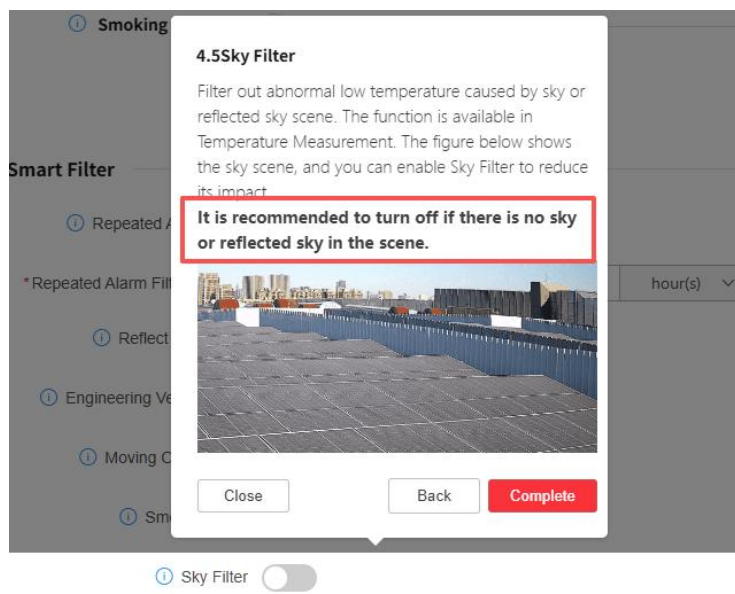 Smoking
4.5Sky Filter
Filter out abnormal low temperature caused by sky or
reflected sky scene. The function is available in
Temperature Measurement. The figure below shows
the sky scene, and you can enable Sky Filter to reduce
its impact
It is recommended to turn off if there is no sky
or reflected sky in the scene.
Smart Filter
Repeated A
*Repeated Alarm Filt
hour(s)
Reflect
Engineering Ve
Moving C
Smo
Close
Back
Complete
Sky Filter